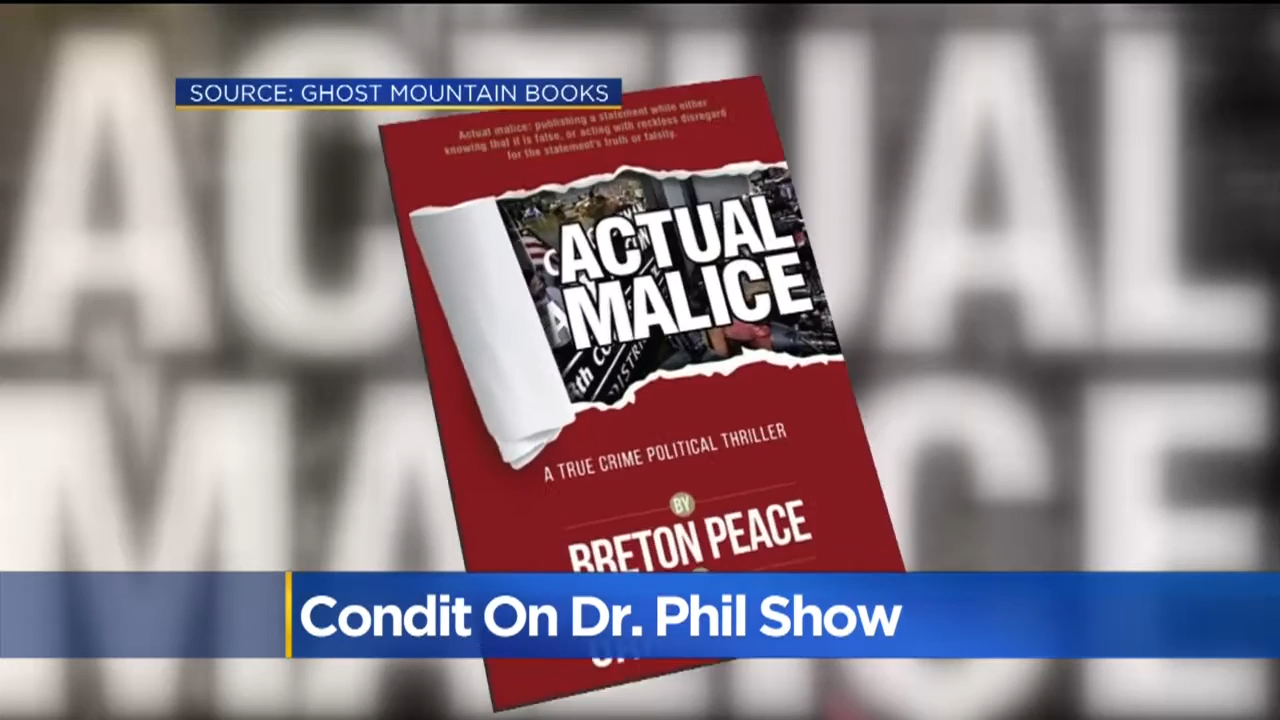 SOURCE: GHOST MOUNTAIN BOOKS
Actual malice: publishing a statement while either
knowing that it is false, or acting with reckless disregard
for the statement's truth or falsity.
ACTUAL
MALICE
A TRUE CRIME POLITICAL THRILLER
BY
BRETON PEACE
Condit On Dr. Phil Show
ACTUAL
MALICE